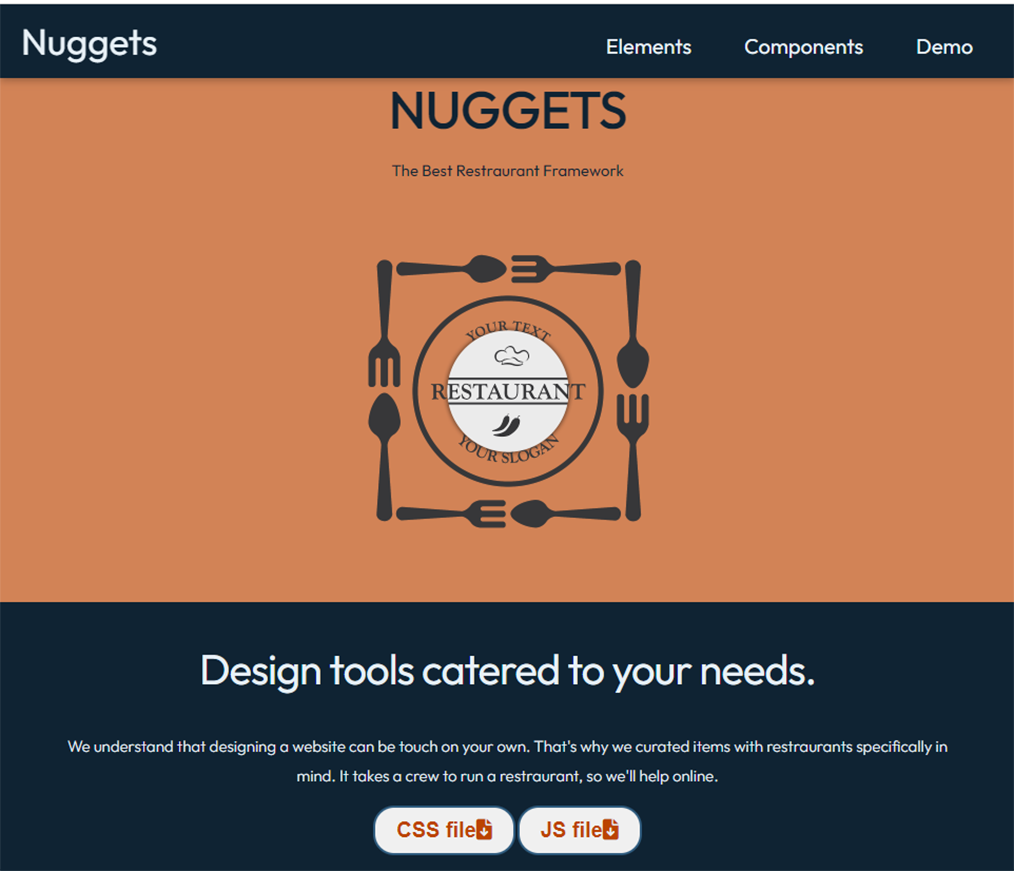 Nuggets
Elements Components Demo
NUGGETS
The Best Restraurant Framework
YOUR TEXT
RESTAURANT
YOUR SLOGAN
Design tools catered to your needs.
We understand that designing a website can be touch on your own. That's why we curated items with restraurants specifically in
mind. It takes a crew to run a restraurant, so we'll help online.
CSS file JS file